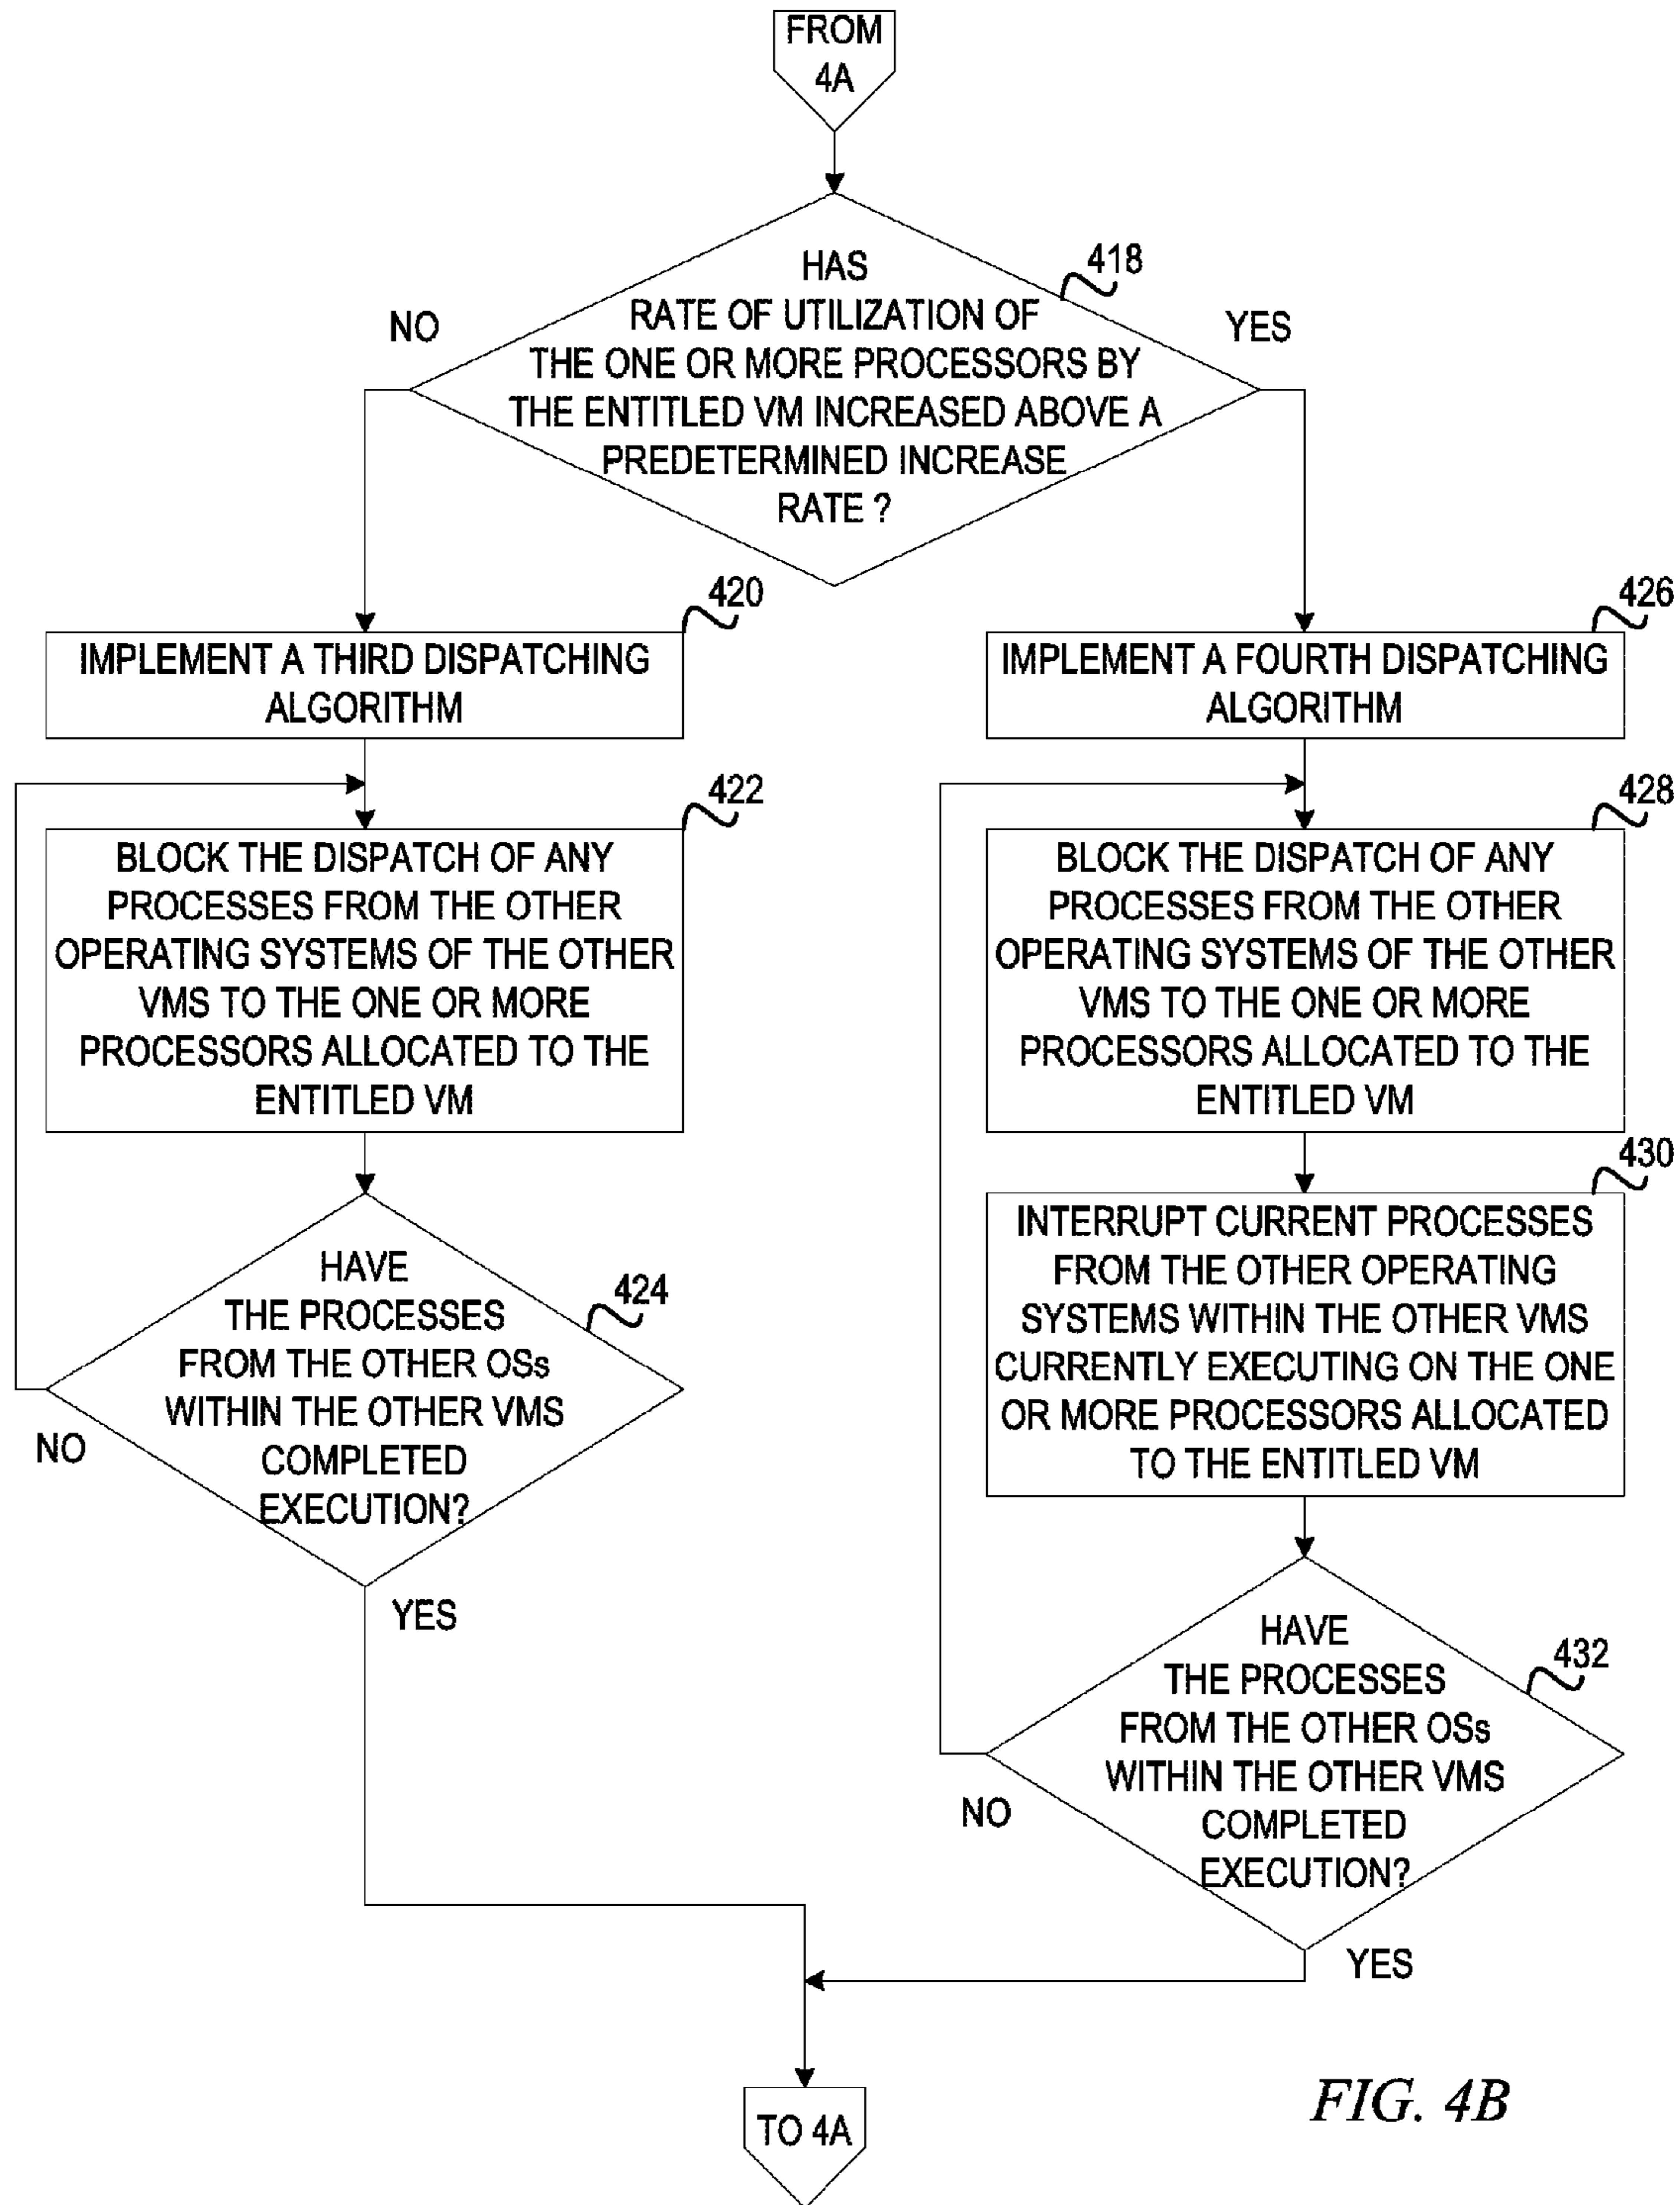 FROM
4A
HAS
RATE OF UTILIZATION OF
THE ONE OR MORE PROCESSORS BY
THE ENTITLED VM INCREASED ABOVE A
PREDETERMINED INCREASE
RATE ?
418
NO
YES
420
IMPLEMENT A THIRD DISPATCHING
ALGORITHM
422
BLOCK THE DISPATCH OF ANY
PROCESSES FROM THE OTHER
OPERATING SYSTEMS OF THE OTHER
VMS TO THE ONE OR MORE
PROCESSORS ALLOCATED TO THE
ENTITLED VM
HAVE
THE PROCESSES
FROM THE OTHER OSs
WITHIN THE OTHER VMS
COMPLETED
EXECUTION?
424
NO
YES
426
IMPLEMENT A FOURTH DISPATCHING
ALGORITHM
428
BLOCK THE DISPATCH OF ANY
PROCESSES FROM THE OTHER
OPERATING SYSTEMS OF THE OTHER
VMS TO THE ONE OR MORE
PROCESSORS ALLOCATED TO THE
ENTITLED VM
430
INTERRUPT CURRENT PROCESSES
FROM THE OTHER OPERATING
SYSTEMS WITHIN THE OTHER VMS
CURRENTLY EXECUTING ON THE ONE
OR MORE PROCESSORS ALLOCATED
TO THE ENTITLED VM
HAVE
THE PROCESSES
FROM THE OTHER OSs
WITHIN THE OTHER VMS
COMPLETED
EXECUTION?
432
NO
YES
TO 4A
FIG. 4B